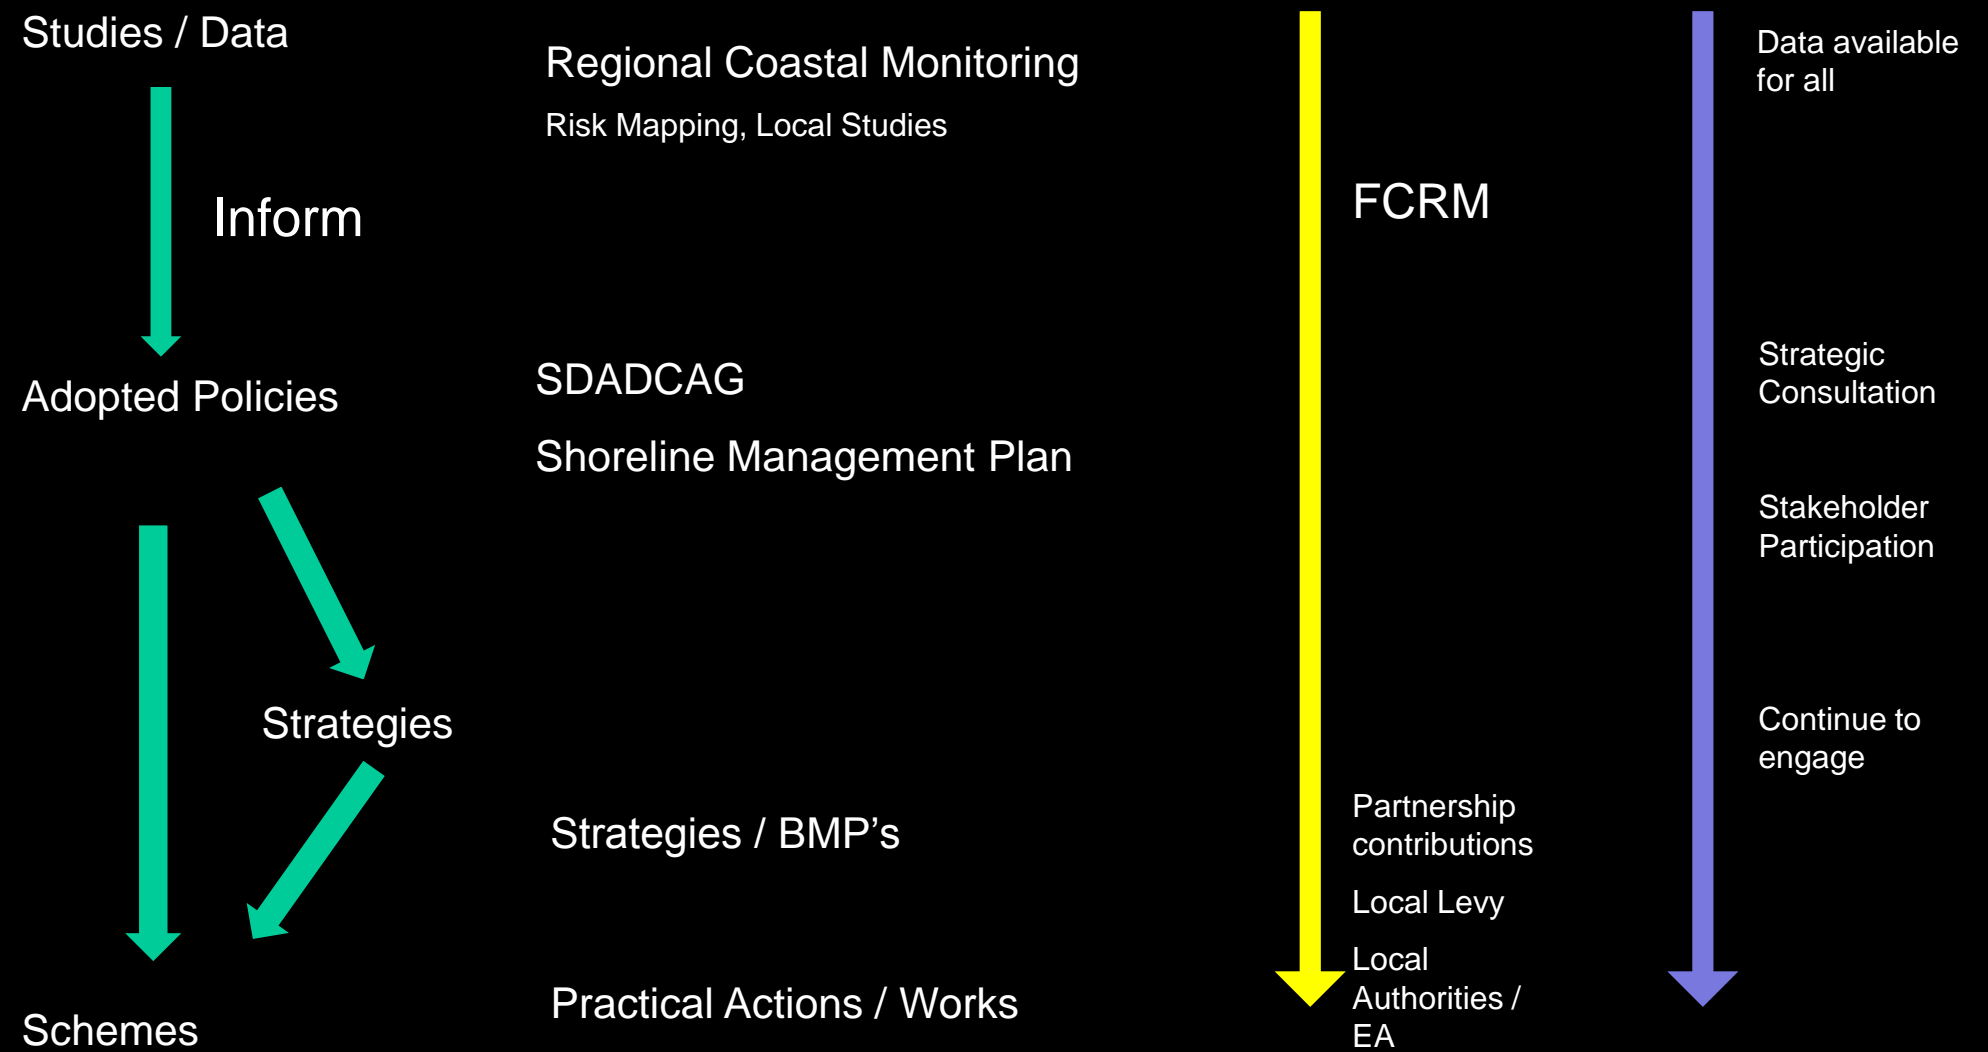 Studies / Data
Inform
Adopted Policies
Strategies
Schemes
Regional Coastal Monitoring
Risk Mapping, Local Studies
SDADCAG
Shoreline Management Plan
Strategies / BMP’s
Practical Actions / Works
FCRM
Partnership
contributions
Local Levy
Local
Authorities /
EA
Data available
for all
Strategic
Consultation
Stakeholder
Participation
Continue to
engage